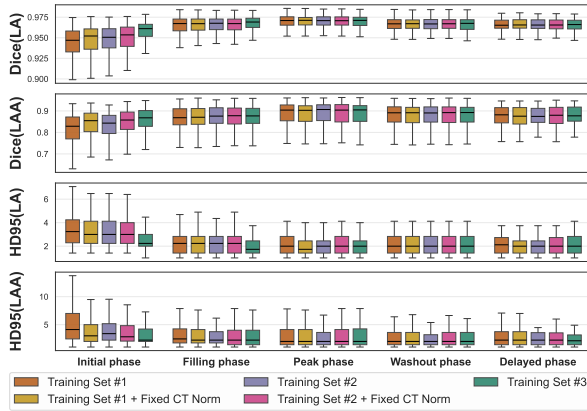 Dice(LA)
0.975
0.950
0.925
0.900
Dice(LAA)
0.9
0.8
0.7
HD95(LA)
6
4
2
HD95(LAA)
10
5
Initial phase Filling phase Peak phase Washout phase Delayed phase
Training Set #1 Training Set #2 Training Set #3
Training Set #1 + Fixed CT Norm Training Set #2 + Fixed CT Norm